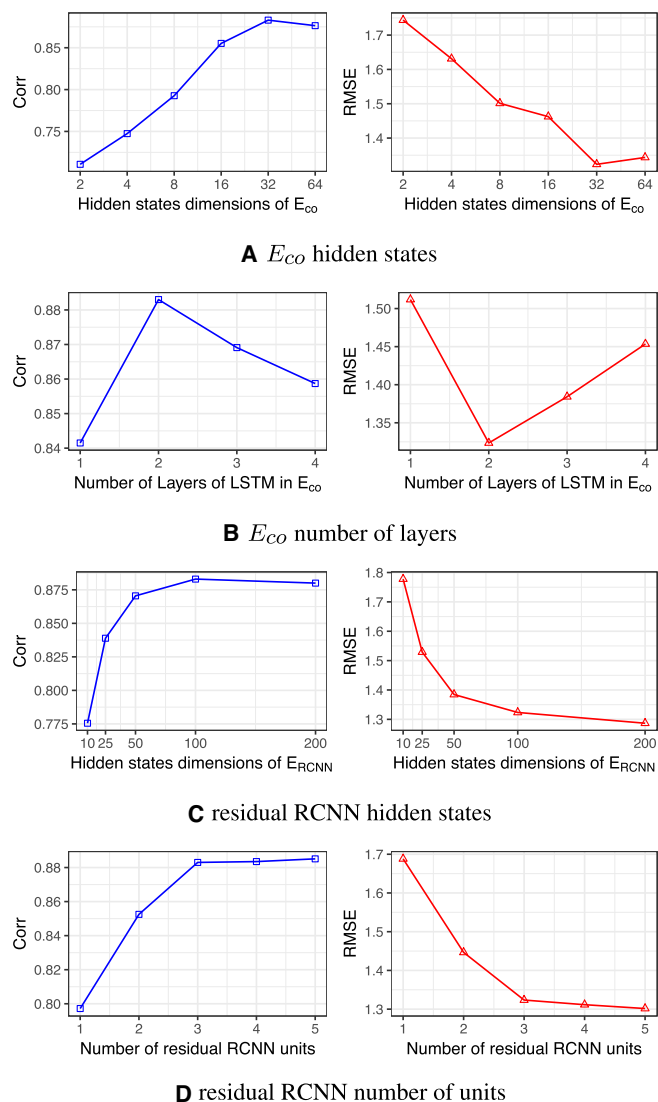 0.85
0.80
0.75
Corr
2 4 8 16 32 64
Hidden states dimensions of E_co
1.7
1.6
1.5
1.4
RMSE
2 4 8 16 32 64
Hidden states dimensions of E_co
A E_co hidden states
0.88
0.87
0.86
0.85
0.84
Corr
1 2 3 4
Number of Layers of LSTM in E_co
1.50
1.45
1.40
1.35
RMSE
1 2 3 4
Number of Layers of LSTM in E_co
B E_co number of layers
0.875
0.850
0.825
0.800
0.775
Corr
10 25 50 100 200
Hidden states dimensions of E_RCNN
1.8
1.7
1.6
1.5
1.4
1.3
RMSE
10 25 50 100 200
Hidden states dimensions of E_RCNN
C residual RCNN hidden states
0.88
0.86
0.84
0.82
0.80
Corr
1 2 3 4 5
Number of residual RCNN units
1.7
1.6
1.5
1.4
1.3
RMSE
1 2 3 4 5
Number of residual RCNN units
D residual RCNN number of units